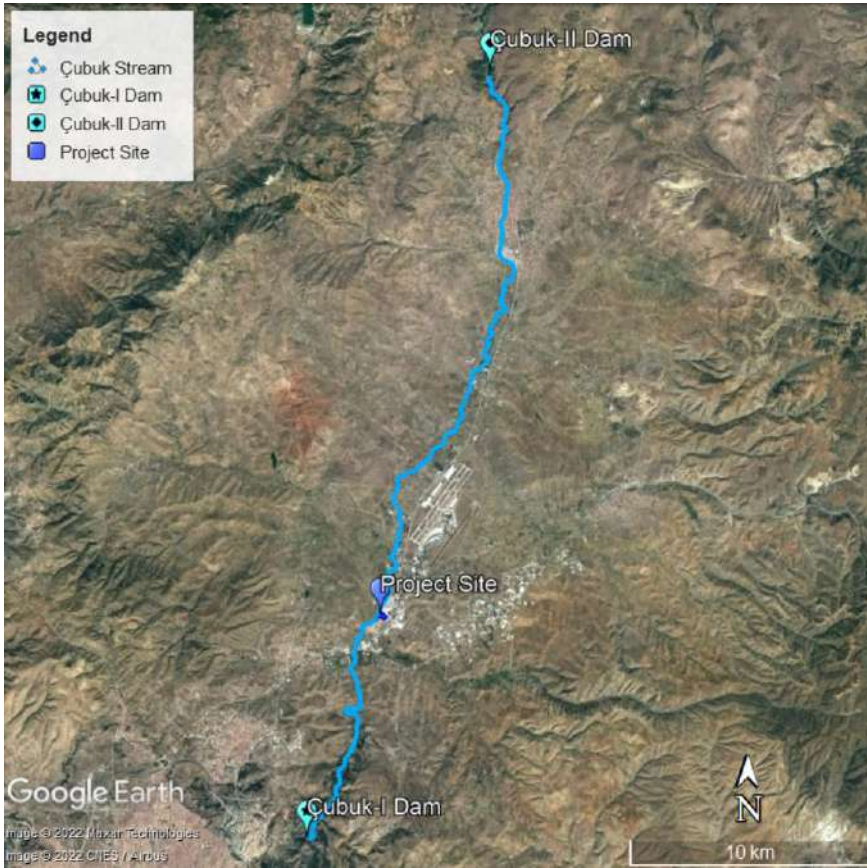 Legend
Çubuk Stream
Çubuk-I Dam
Çubuk-II Dam
Project Site
Çubuk-II Dam
Project Site
Çubuk-I Dam
Google Earth
N
Image © 2022 Maxar Technologies
Image © 2022 CNES / Airbus
10 km